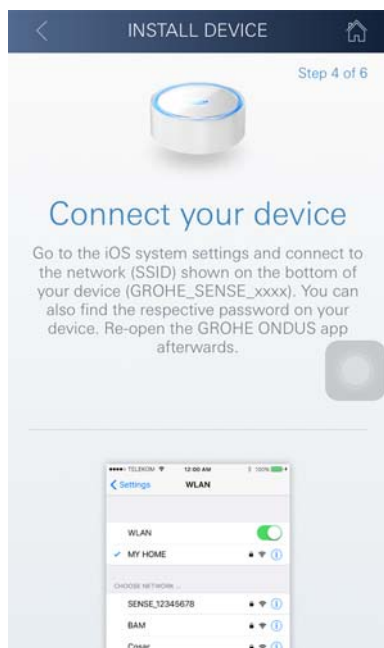 INSTALL DEVICE
Step 4 of 6
Connect your device
Go to the iOS system settings and connect to
the network (SSID) shown on the bottom of
your device (GROHE_SENSE_xxxx). You can
also find the respective password on your
device. Re-open the GROHE ONDUS app
afterwards.
TELEKOM 12:00 AM 100%
Settings WLAN
WLAN
MY HOME
CHOOSE NETWORK ...
SENSE_12345678
BAM
Coser